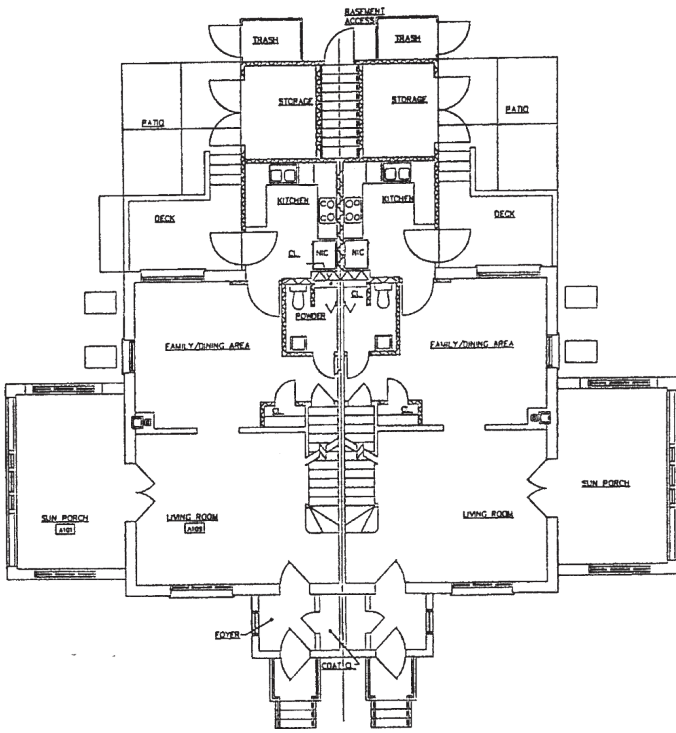 BASEMENT
ACCESS
TRASH
TRASH
STORAGE
STORAGE
PATIO
PATIO
KITCHEN
KITCHEN
DECK
DECK
CL
NIC
NIC
CL
POWDER
FAMILY/DINING AREA
FAMILY/DINING AREA
CL
CL
SUN PORCH
LIVING ROOM
LIVING ROOM
SUN PORCH
A101
A102
FOYER
COAT CL